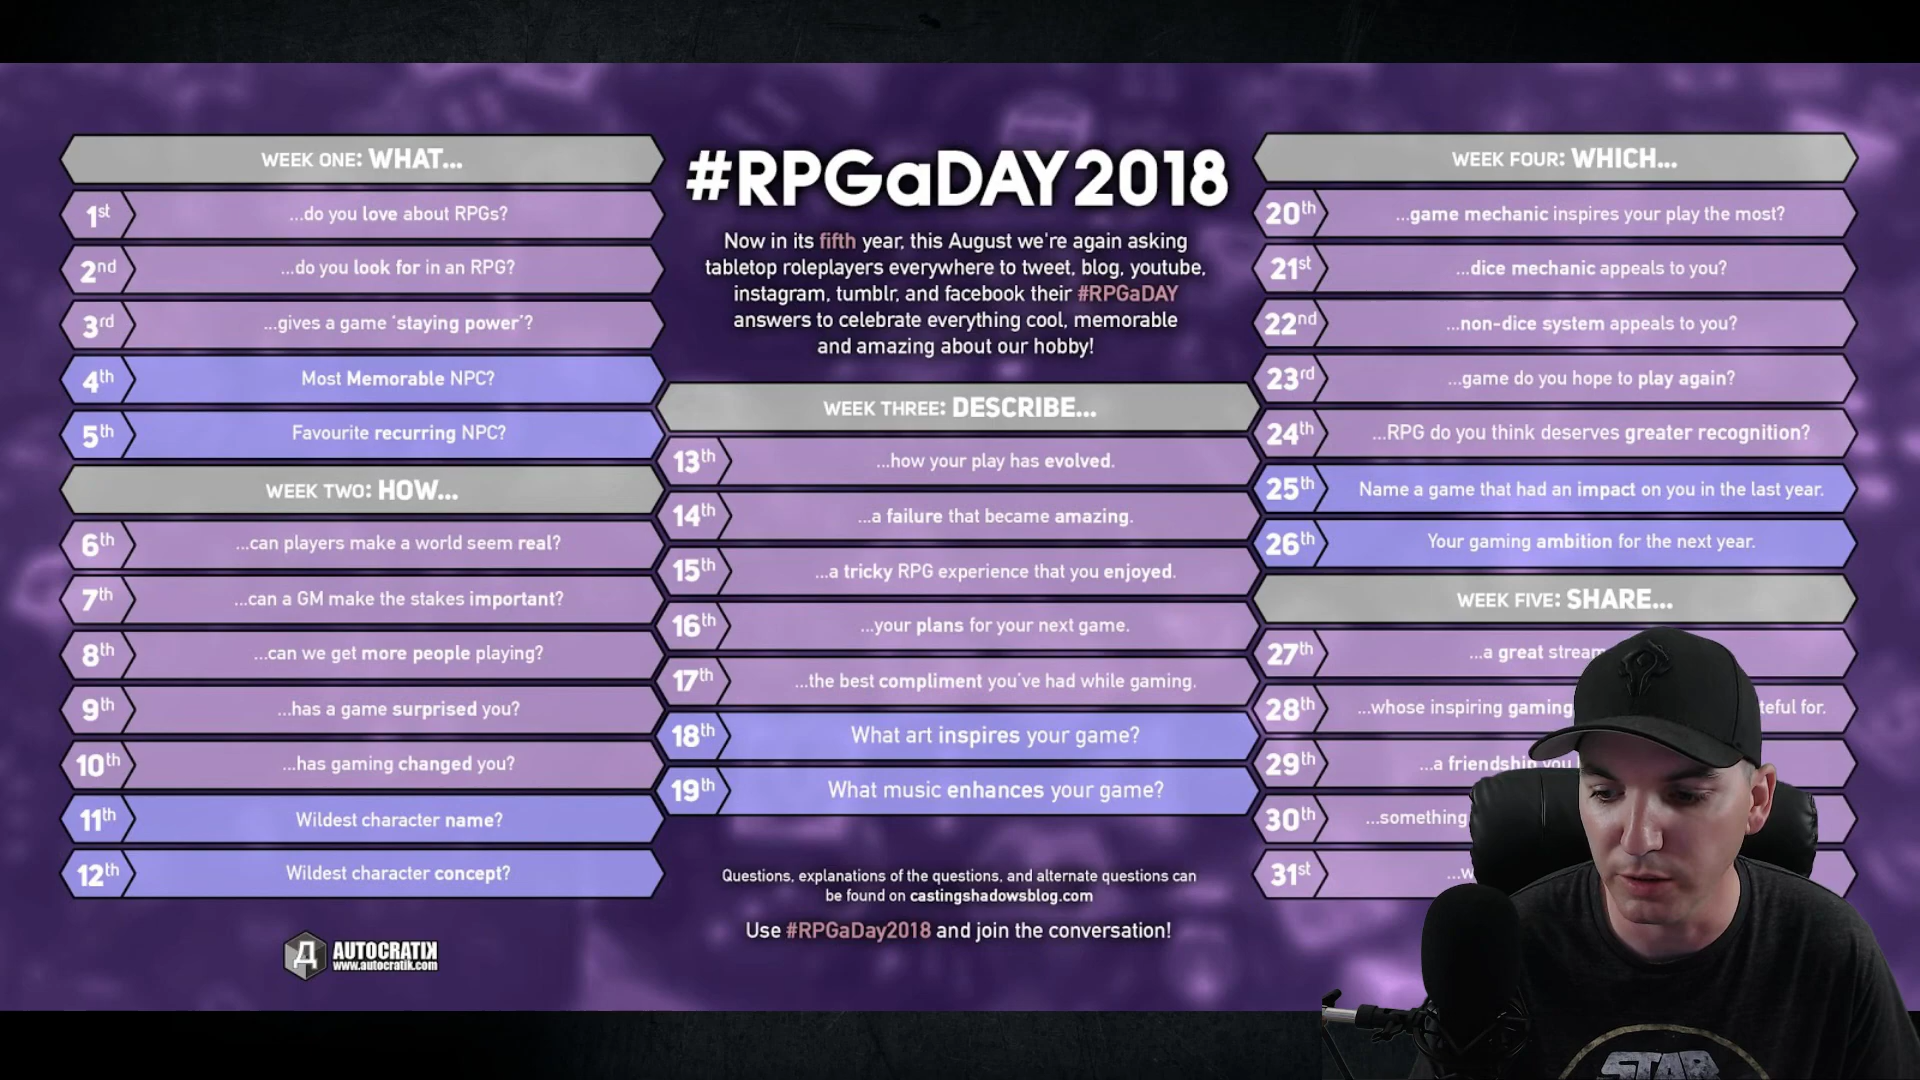 WEEK ONE: WHAT...
1st ...do you love about RPGs?
2nd ...do you look for in an RPG?
3rd ...gives a game 'staying power'?
4th Most Memorable NPC?
5th Favourite recurring NPC?
WEEK TWO: HOW...
6th ...can players make a world seem real?
7th ...can a GM make the stakes important?
8th ...can we get more people playing?
9th ...has a game surprised you?
10th ...has gaming changed you?
11th Wildest character name?
12th Wildest character concept?
AUTOCRATIK
www.autocratik.com
#RPGaDAY2018
Now in its fifth year, this August we're again asking
tabletop roleplayers everywhere to tweet, blog, youtube,
instagram, tumblr, and facebook their #RPGaDAY
answers to celebrate everything cool, memorable
and amazing about our hobby!
WEEK THREE: DESCRIBE...
13th ...how your play has evolved.
14th ...a failure that became amazing.
15th ...a tricky RPG experience that you enjoyed.
16th ...your plans for your next game.
17th ...the best compliment you've had while gaming.
18th What art inspires your game?
19th What music enhances your game?
Questions, explanations of the questions, and alternate questions can
be found on castingshadowsblog.com
Use #RPGaDay2018 and join the conversation!
WEEK FOUR: WHICH...
20th ...game mechanic inspires your play the most?
21st ...dice mechanic appeals to you?
22nd ...non-dice system appeals to you?
23rd ...game do you hope to play again?
24th ...RPG do you think deserves greater recognition?
25th Name a game that had an impact on you in the last year.
26th Your gaming ambition for the next year.
WEEK FIVE: SHARE...
27th ...a great stream
28th ...whose inspiring gaming teful for.
29th ...a friendship you
30th ...something
31st ...w
STAR